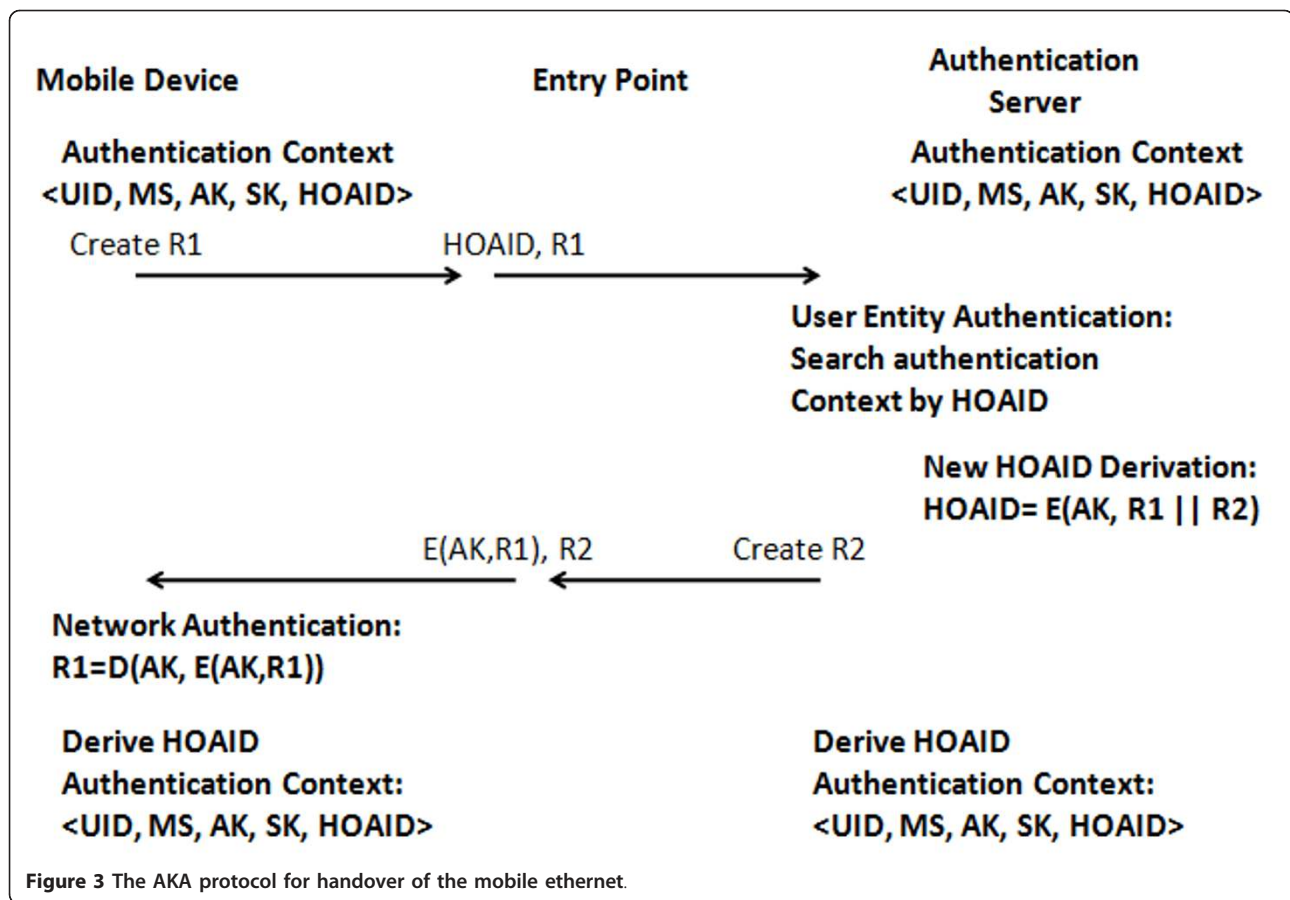 Mobile Device
Entry Point
Authentication
Server
Authentication Context
<UID, MS, AK, SK, HOAID>
Authentication Context
<UID, MS, AK, SK, HOAID>
Create R1
HOAID, R1
User Entity Authentication:
Search authentication
Context by HOAID
New HOAID Derivation:
HOAID= E(AK, R1 || R2)
E(AK,R1), R2
Create R2
Network Authentication:
R1=D(AK, E(AK,R1))
Derive HOAID
Authentication Context:
<UID, MS, AK, SK, HOAID>
Derive HOAID
Authentication Context:
<UID, MS, AK, SK, HOAID>
Figure 3 The AKA protocol for handover of the mobile ethernet.